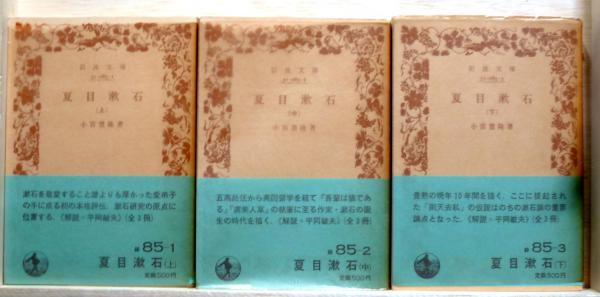 岩波文庫
夏目漱石
(上)
小宮豊隆著
漱石を敬愛すること誰よりも厚かった愛弟子
の手に成る初の本格評伝.漱石研究の原点に
位置する.《解説・平岡敏夫》(全3冊)
緑85-1
夏目漱石(上)
定価500円
岩波文庫
夏目漱石
(中)
小宮豊隆著
五高赴任から英国留学を経て『吾輩は猫であ
る』『虞美人草』の執筆に至る作家・漱石の誕
生の時代を描く.《解説・平岡敏夫》(全3冊)
緑85-2
夏目漱石(中)
定価500円
岩波文庫
夏目漱石
(下)
小宮豊隆著
豊熟の晩年10年間を描く.ここに提起され
た「則天去私」の仮説はのちの漱石論の重要
論点となった.《解説・平岡敏夫》(全3冊)
緑85-3
夏目漱石(下)
定価500円